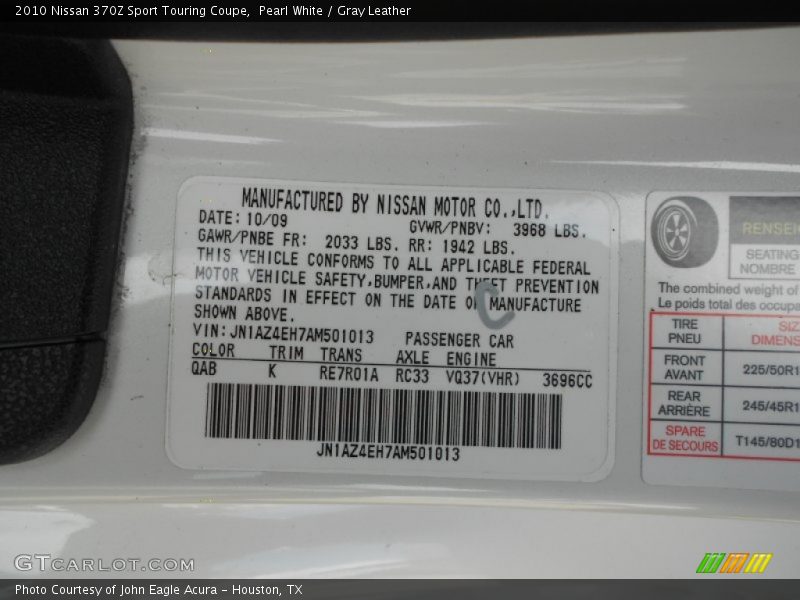 2010 Nissan 370Z Sport Touring Coupe, Pearl White / Gray Leather
MANUFACTURED BY NISSAN MOTOR CO.,LTD.
DATE: 10/09 GVWR/PNBV: 3968 LBS.
GAWR/PNBE FR: 2033 LBS. RR: 1942 LBS.
THIS VEHICLE CONFORMS TO ALL APPLICABLE FEDERAL
MOTOR VEHICLE SAFETY,BUMPER,AND THEFT PREVENTION
STANDARDS IN EFFECT ON THE DATE OF MANUFACTURE
SHOWN ABOVE.
VIN: JN1AZ4EH7AM501013 PASSENGER CAR
COLOR TRIM TRANS AXLE ENGINE
QAB K RE7R01A RC33 VQ37(VHR) 3696CC
JN1AZ4EH7AM501013
C
RENSEI
SEATING
NOMBRE
The combined weight of
Le poids total des occupa
TIRE SIZ
PNEU DIMENS
FRONT
AVANT 225/50R1
REAR
ARRIÈRE 245/45R1
SPARE
DE SECOURS T145/80D1
GTCARLOT.COM
Photo Courtesy of John Eagle Acura - Houston, TX